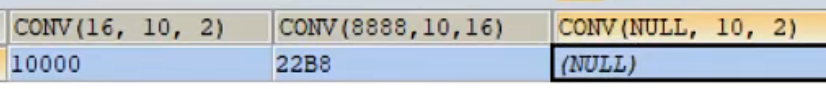 CONV(16, 10, 2) CONV(8888,10,16) CONV(NULL, 10, 2)
10000 22B8 (NULL)